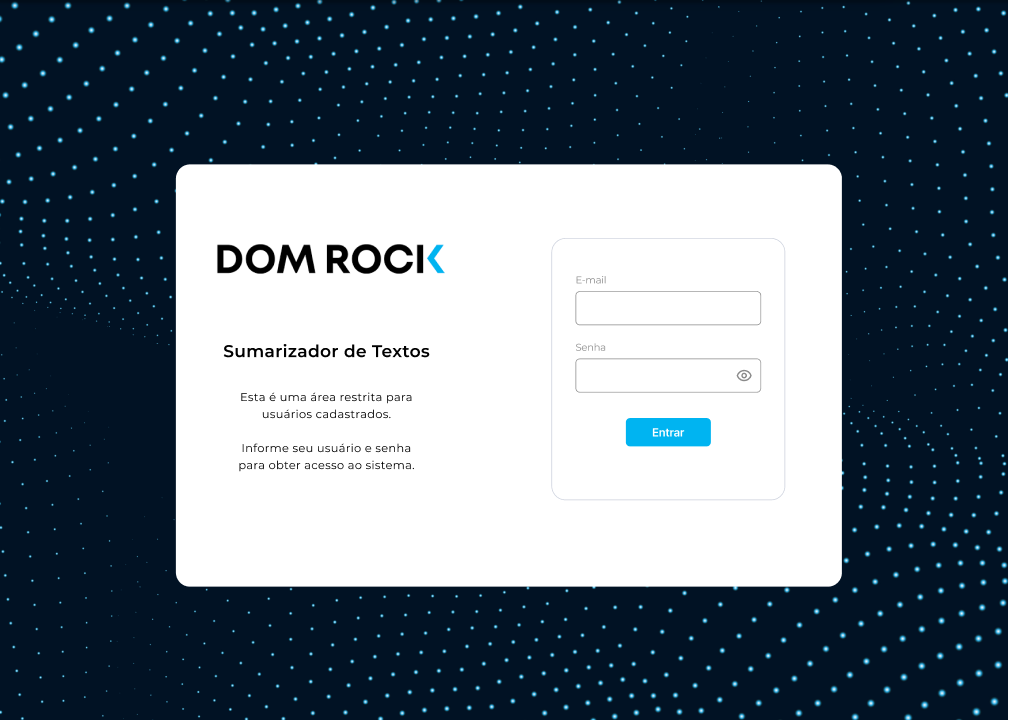 DOM ROCK
Sumarizador de Textos
Esta é uma área restrita para
usuários cadastrados.
Informe seu usuário e senha
para obter acesso ao sistema.
E-mail
Senha
Entrar